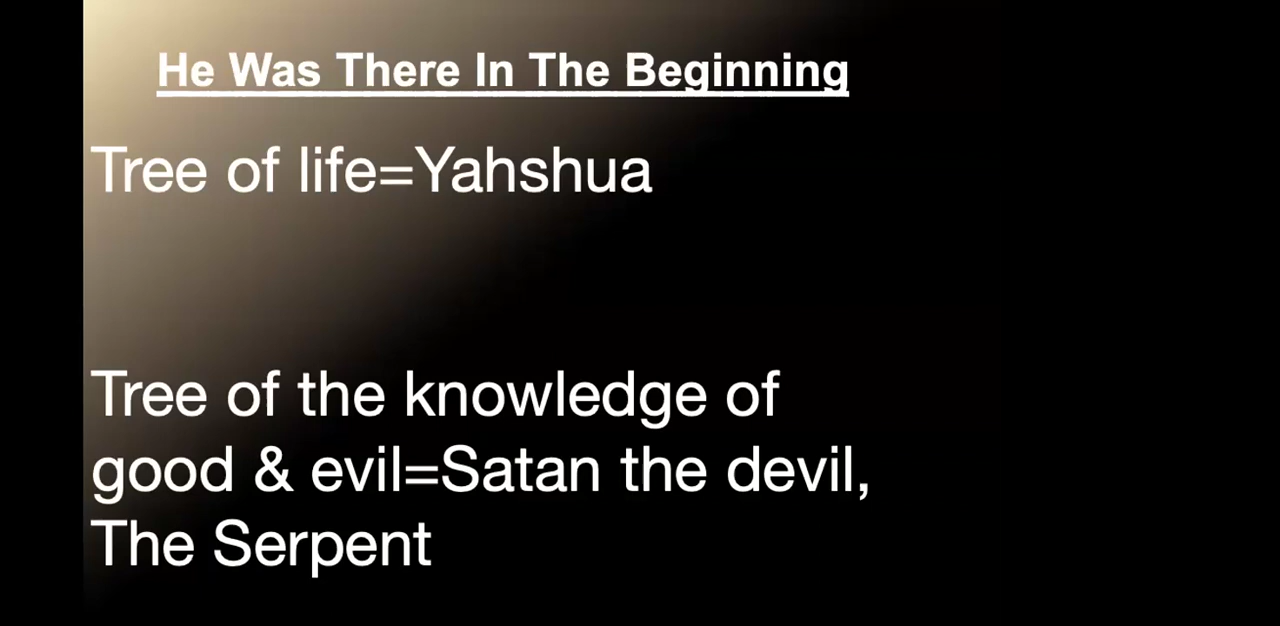 He Was There In The Beginning
Tree of life=Yahshua
Tree of the knowledge of
good & evil=Satan the devil,
The Serpent